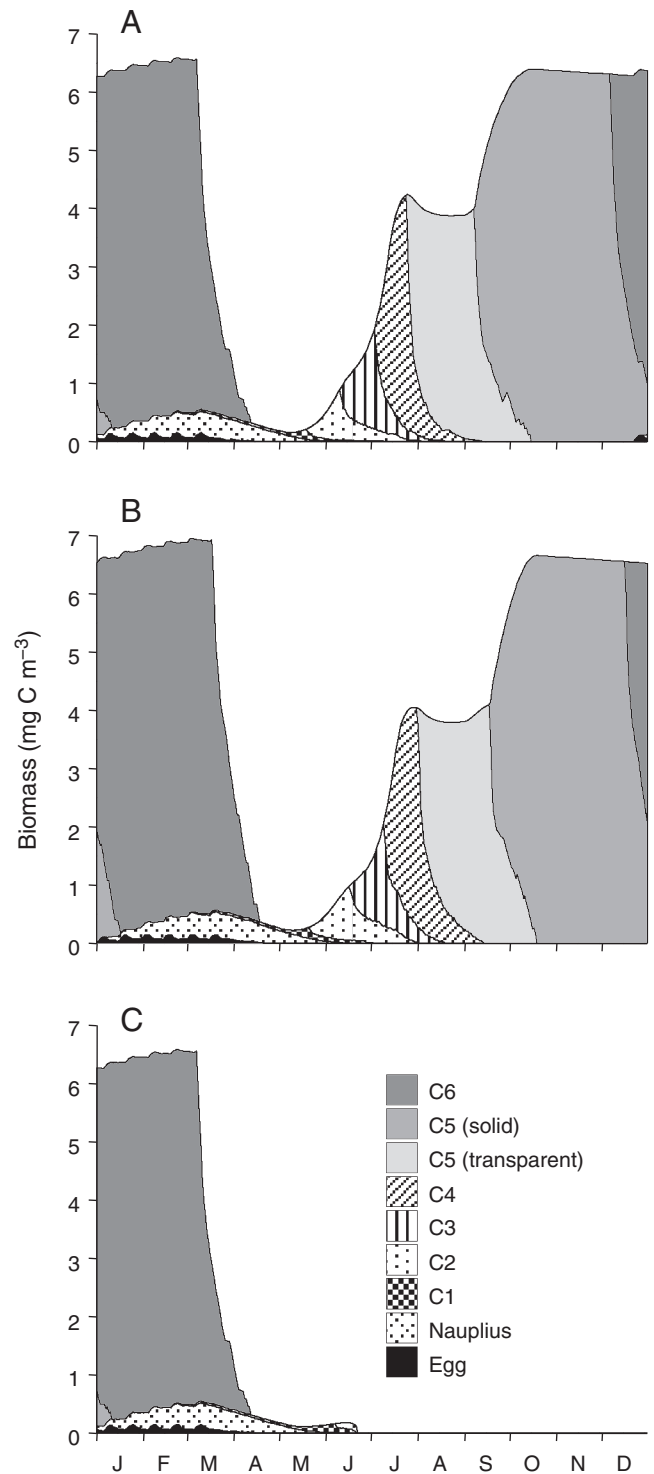 A
7
6
5
4
3
2
1
0
B
7
6
5
4
3
2
1
0
Biomass (mg C m⁻³)
C
7
6
5
4
3
2
1
0
C6
C5 (solid)
C5 (transparent)
C4
C3
C2
C1
Nauplius
Egg
J F M A M J J A S O N D